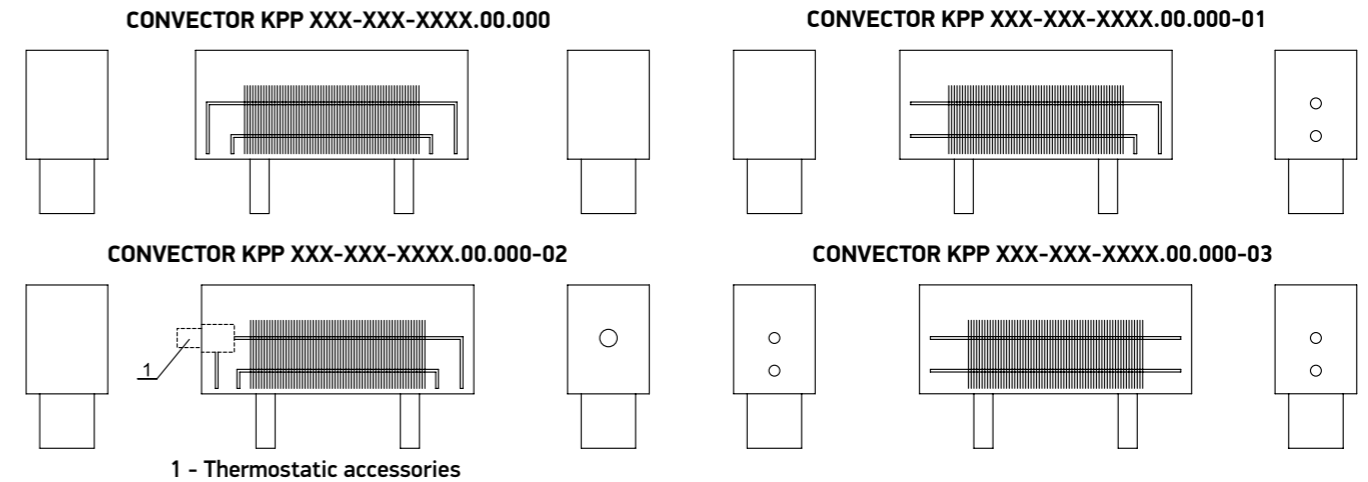 CONVECTOR KPP XXX-XXX-XXXX.00.000
CONVECTOR KPP XXX-XXX-XXXX.00.000-01
CONVECTOR KPP XXX-XXX-XXXX.00.000-02
CONVECTOR KPP XXX-XXX-XXXX.00.000-03
1
1 - Thermostatic accessories